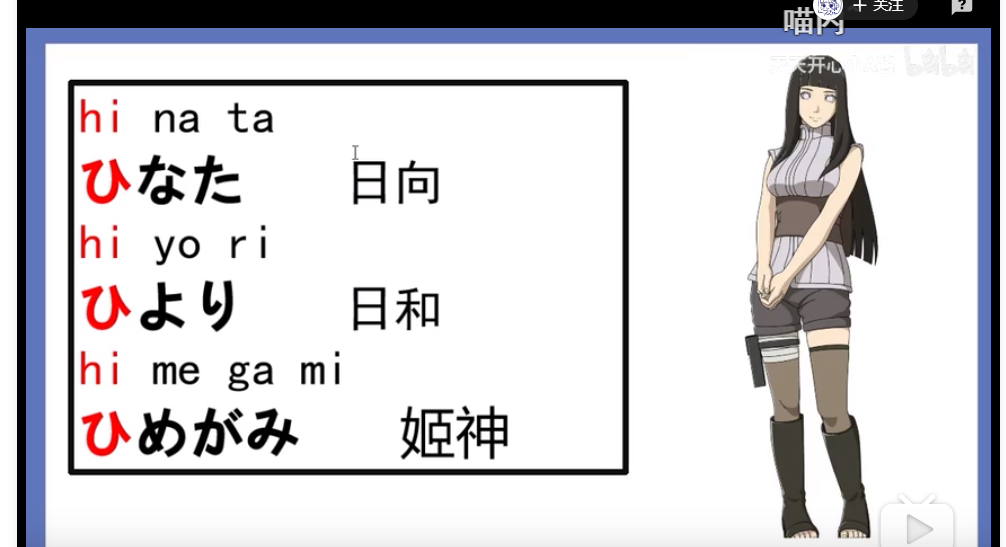 + 关注
喵内
bilibili
hi na ta
ひなた 日向
hi yo ri
ひより 日和
hi me ga mi
ひめがみ 姫神